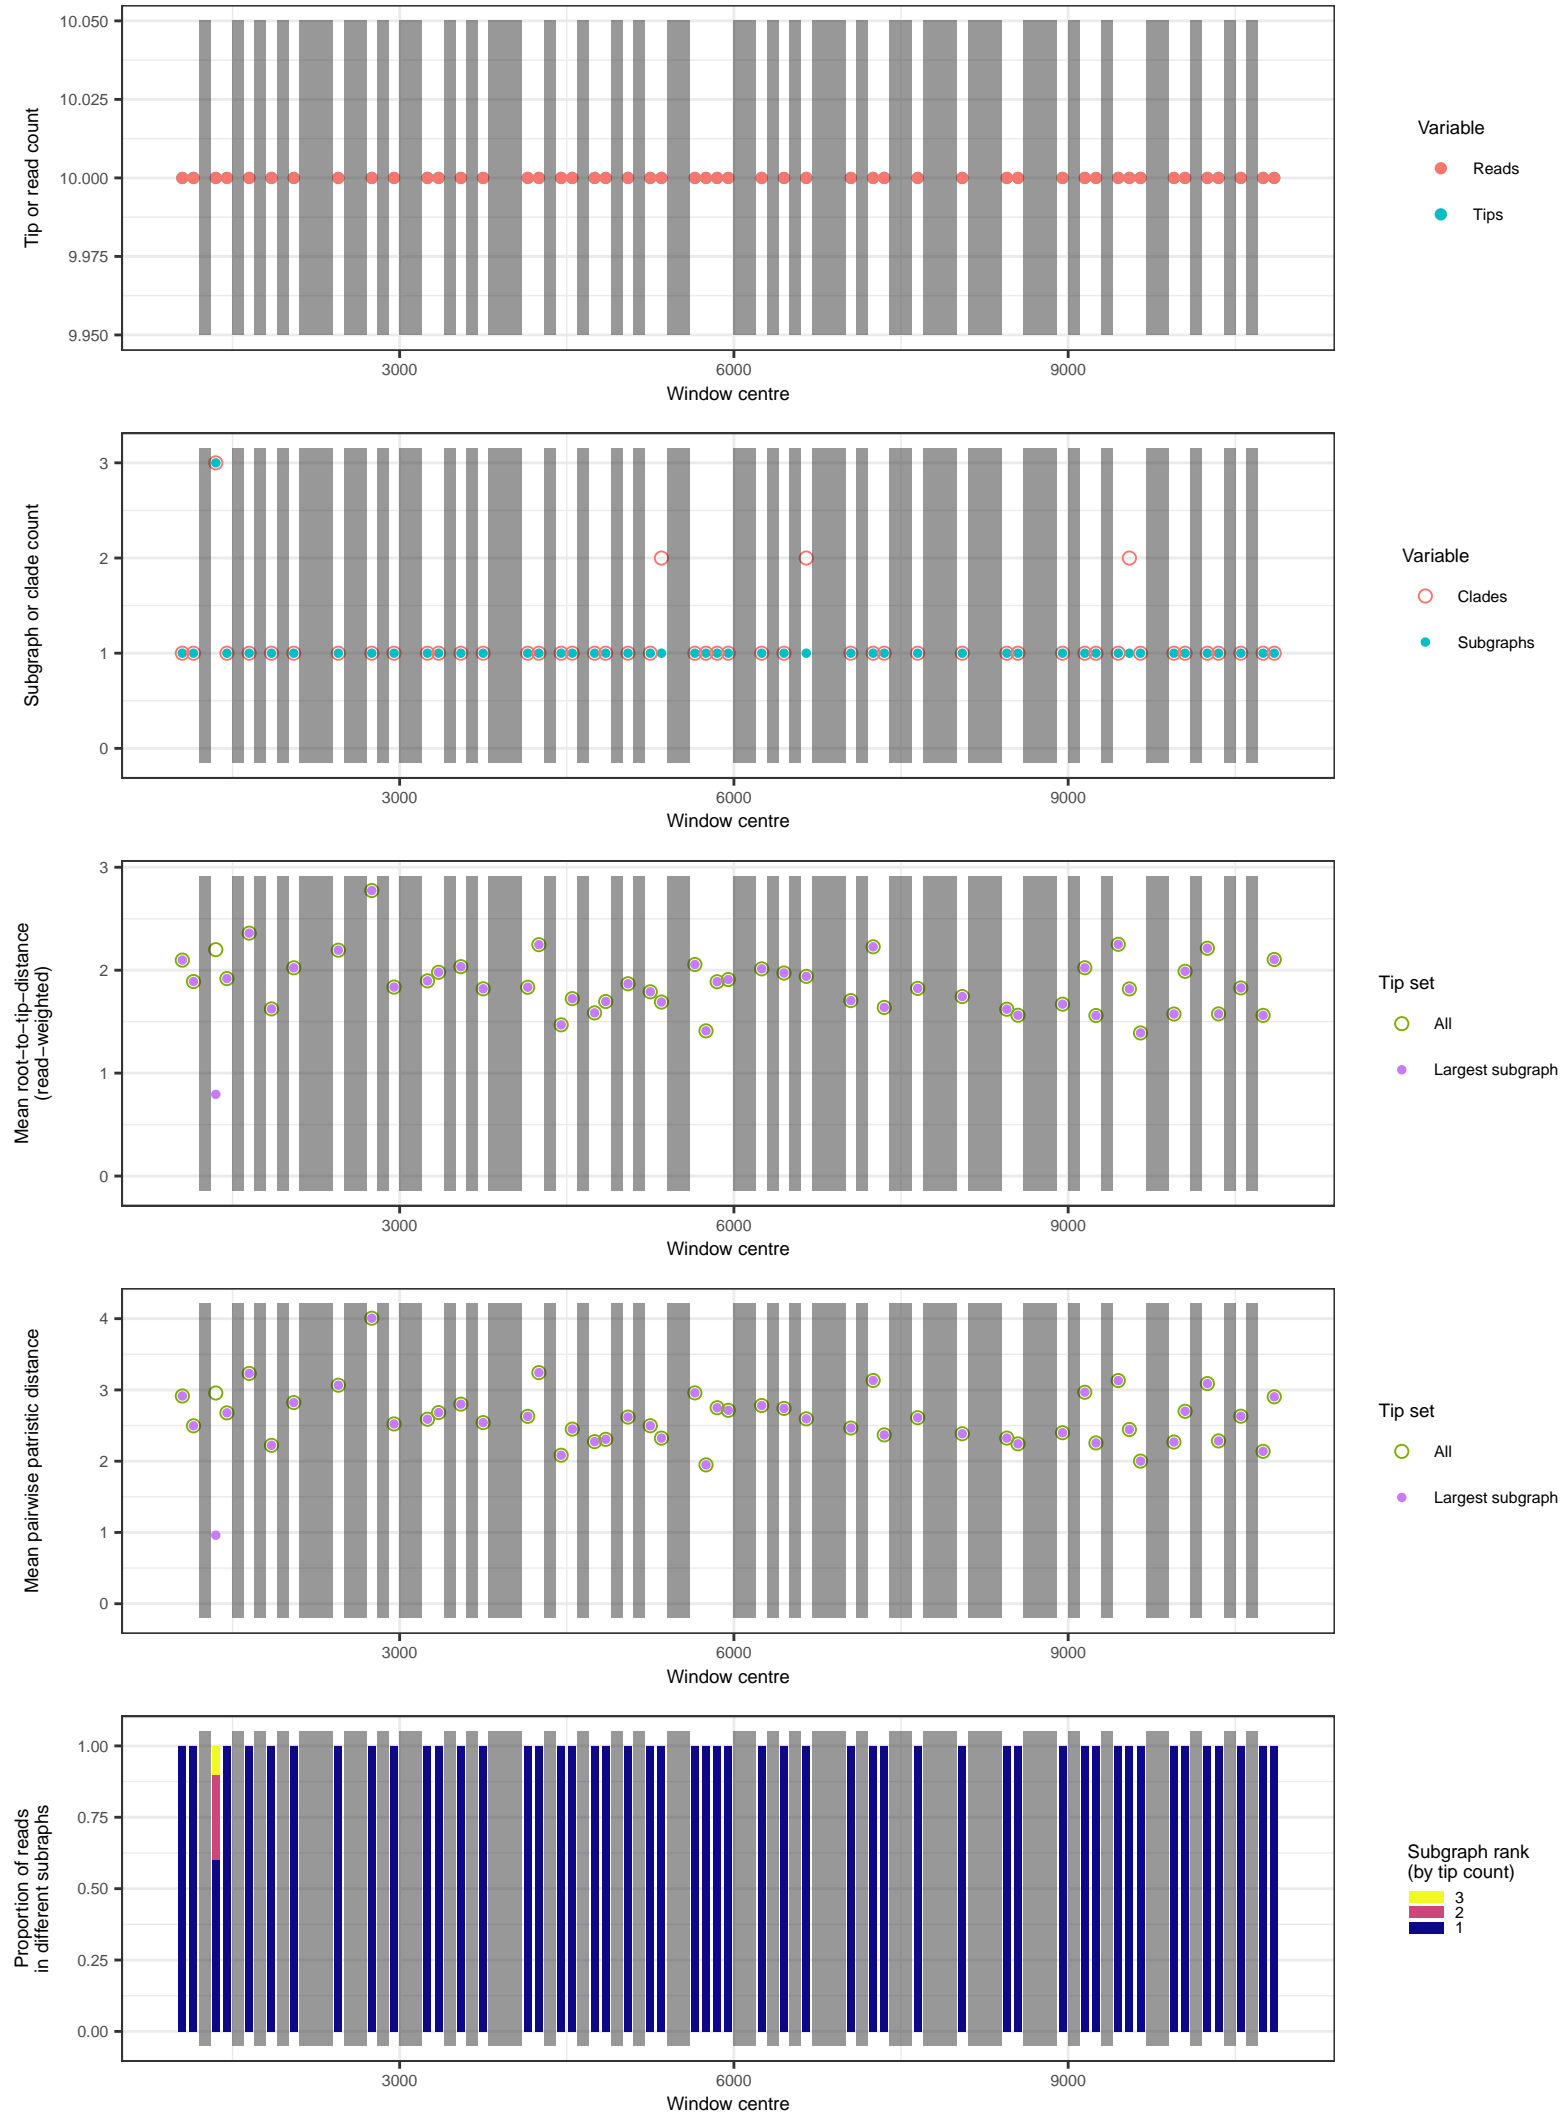 10.050
10.025
10.000
9.975
9.950
Tip or read count
3000 6000 9000
Window centre
Variable
Reads
Tips
3
2
1
0
Subgraph or clade count
3000 6000 9000
Window centre
Variable
Clades
Subgraphs
3
2
1
0
Mean root−to−tip−distance
(read−weighted)
3000 6000 9000
Window centre
Tip set
All
Largest subgraph
4
3
2
1
0
Mean pairwise patristic distance
3000 6000 9000
Window centre
Tip set
All
Largest subgraph
1.00
0.75
0.50
0.25
0.00
Proportion of reads
in different subraphs
3000 6000 9000
Window centre
Subgraph rank
(by tip count)
3
2
1